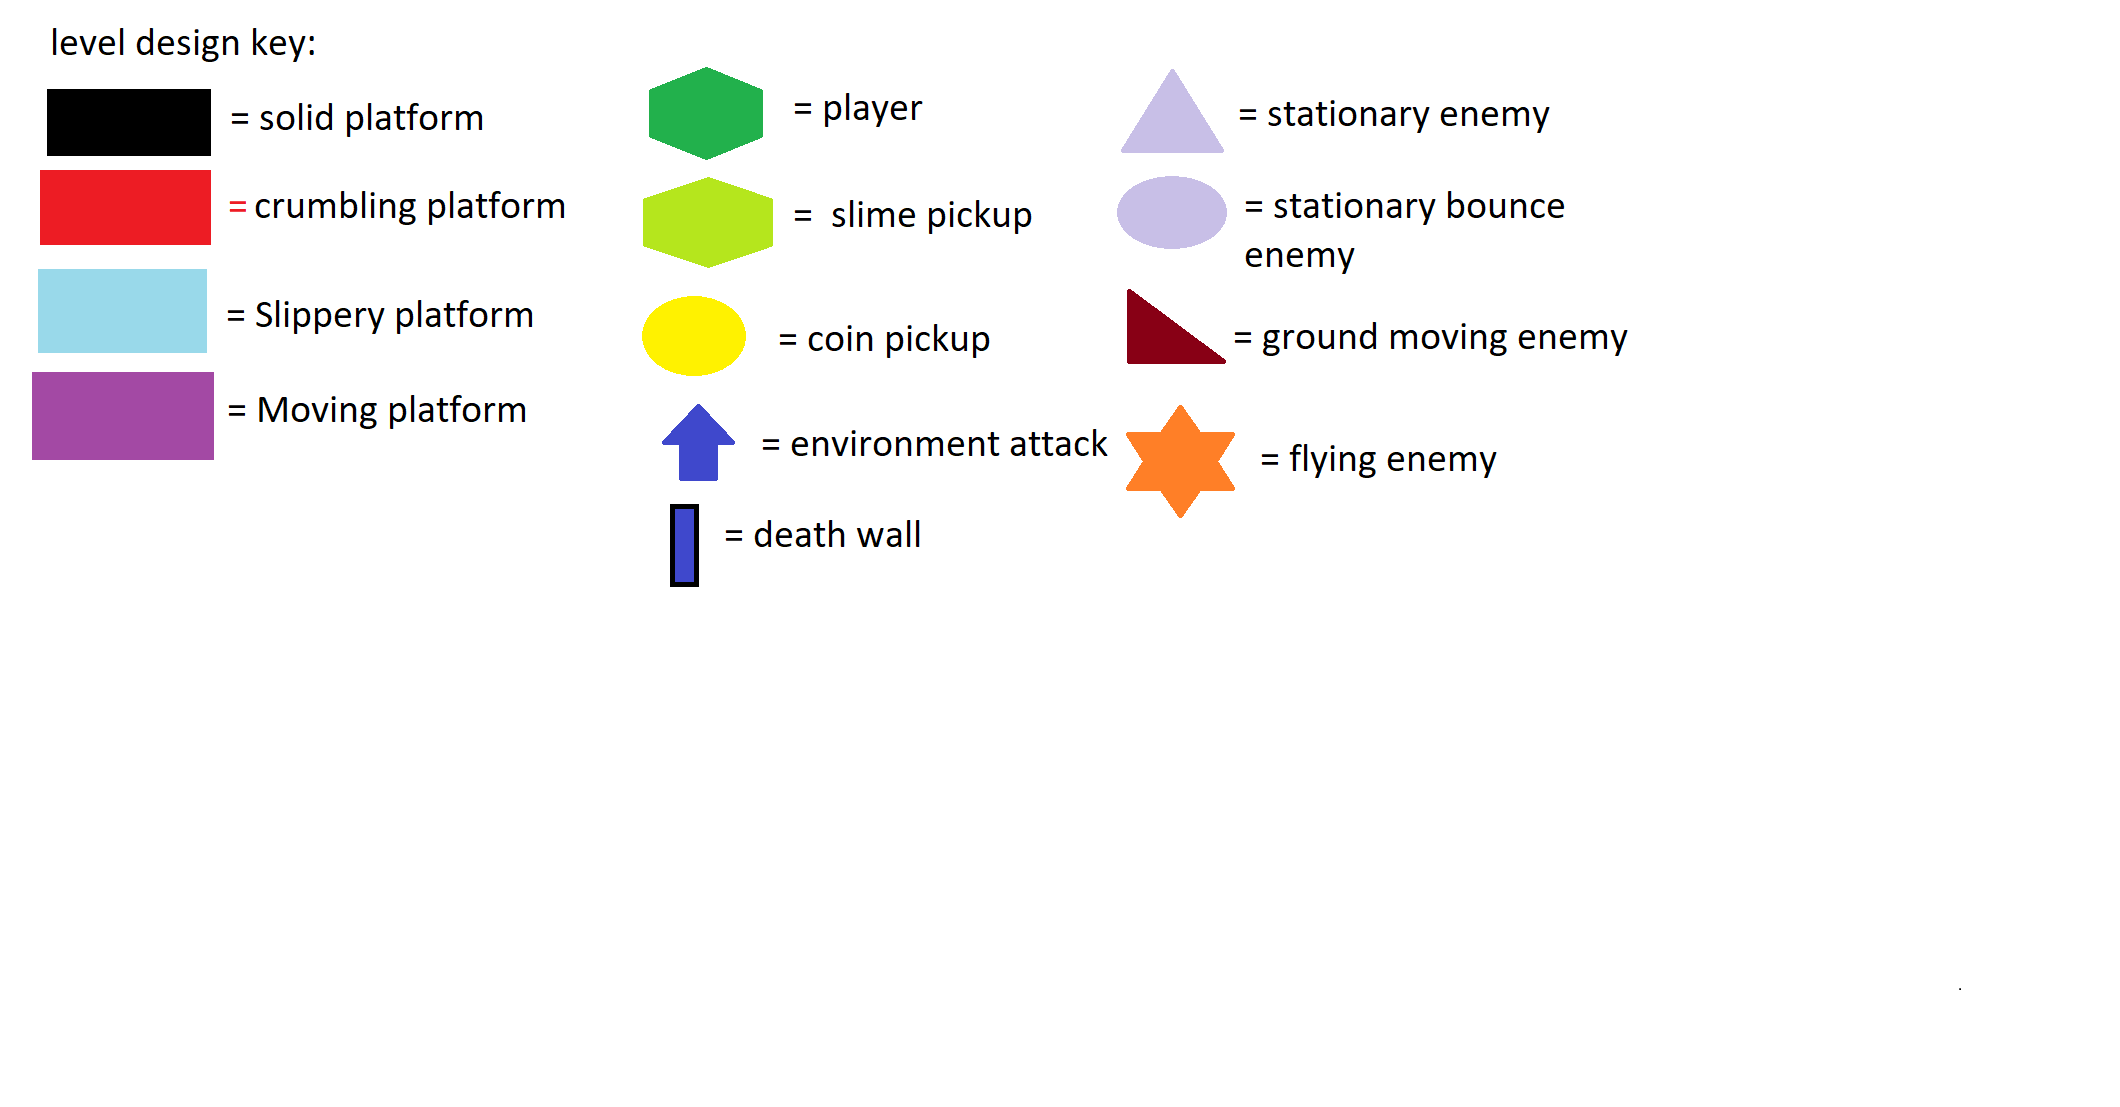 level design key:
= solid platform
= crumbling platform
= Slippery platform
= Moving platform
= player
= slime pickup
= coin pickup
= environment attack
= death wall
= stationary enemy
= stationary bounce
enemy
= ground moving enemy
= flying enemy